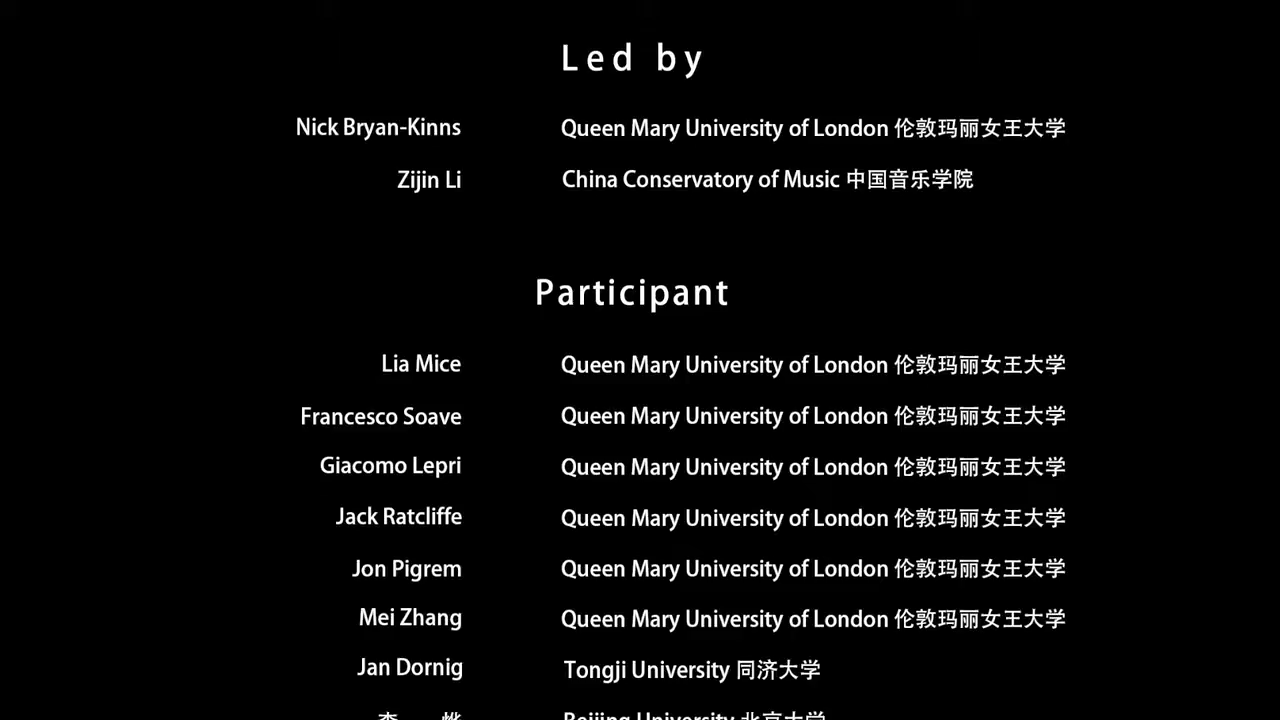 Led by
Nick Bryan-Kinns Queen Mary University of London 伦敦玛丽女王大学
Zijin Li China Conservatory of Music 中国音乐学院
Participant
Lia Mice Queen Mary University of London 伦敦玛丽女王大学
Francesco Soave Queen Mary University of London 伦敦玛丽女王大学
Giacomo Lepri Queen Mary University of London 伦敦玛丽女王大学
Jack Ratcliffe Queen Mary University of London 伦敦玛丽女王大学
Jon Pigrem Queen Mary University of London 伦敦玛丽女王大学
Mei Zhang Queen Mary University of London 伦敦玛丽女王大学
Jan Dornig Tongji University 同济大学
Beijing University 北京大学